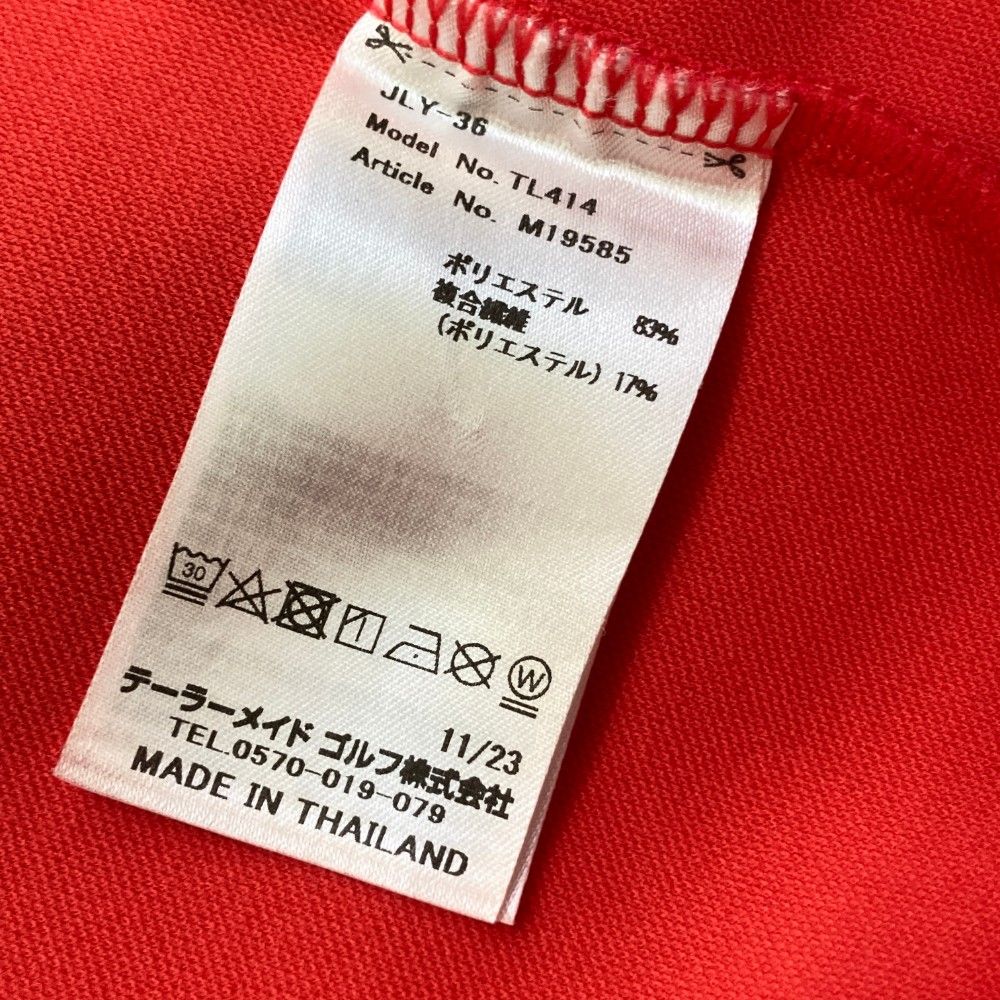 JLY-36
Model No. TL414
Article No. M19585
ポリエステル 83%
複合繊維
(ポリエステル) 17%
30
W
11/23
テーラーメイド ゴルフ株式会社
TEL.0570-019-079
MADE IN THAILAND